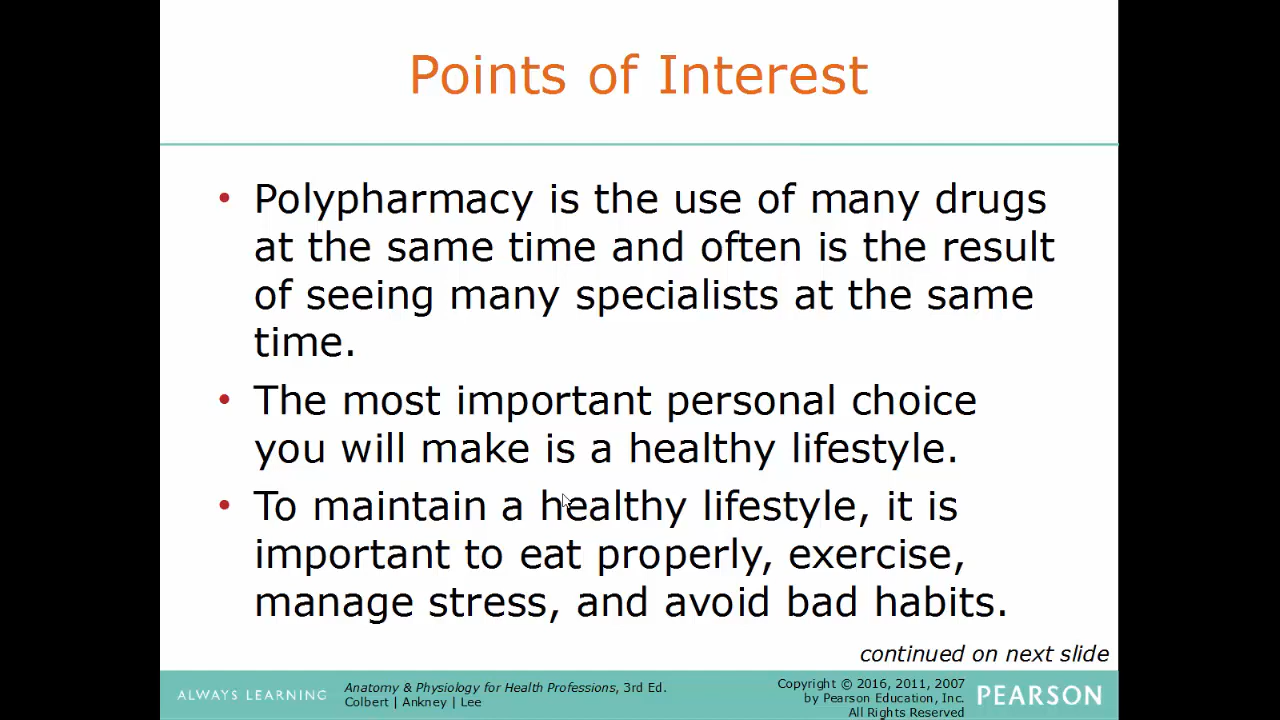 Points of Interest
• Polypharmacy is the use of many drugs
at the same time and often is the result
of seeing many specialists at the same
time.
• The most important personal choice
you will make is a healthy lifestyle.
• To maintain a healthy lifestyle, it is
important to eat properly, exercise,
manage stress, and avoid bad habits.
continued on next slide
ALWAYS LEARNING
Anatomy & Physiology for Health Professions, 3rd Ed.
Colbert | Ankney | Lee
Copyright © 2016, 2011, 2007
by Pearson Education, Inc.
All Rights Reserved
PEARSON